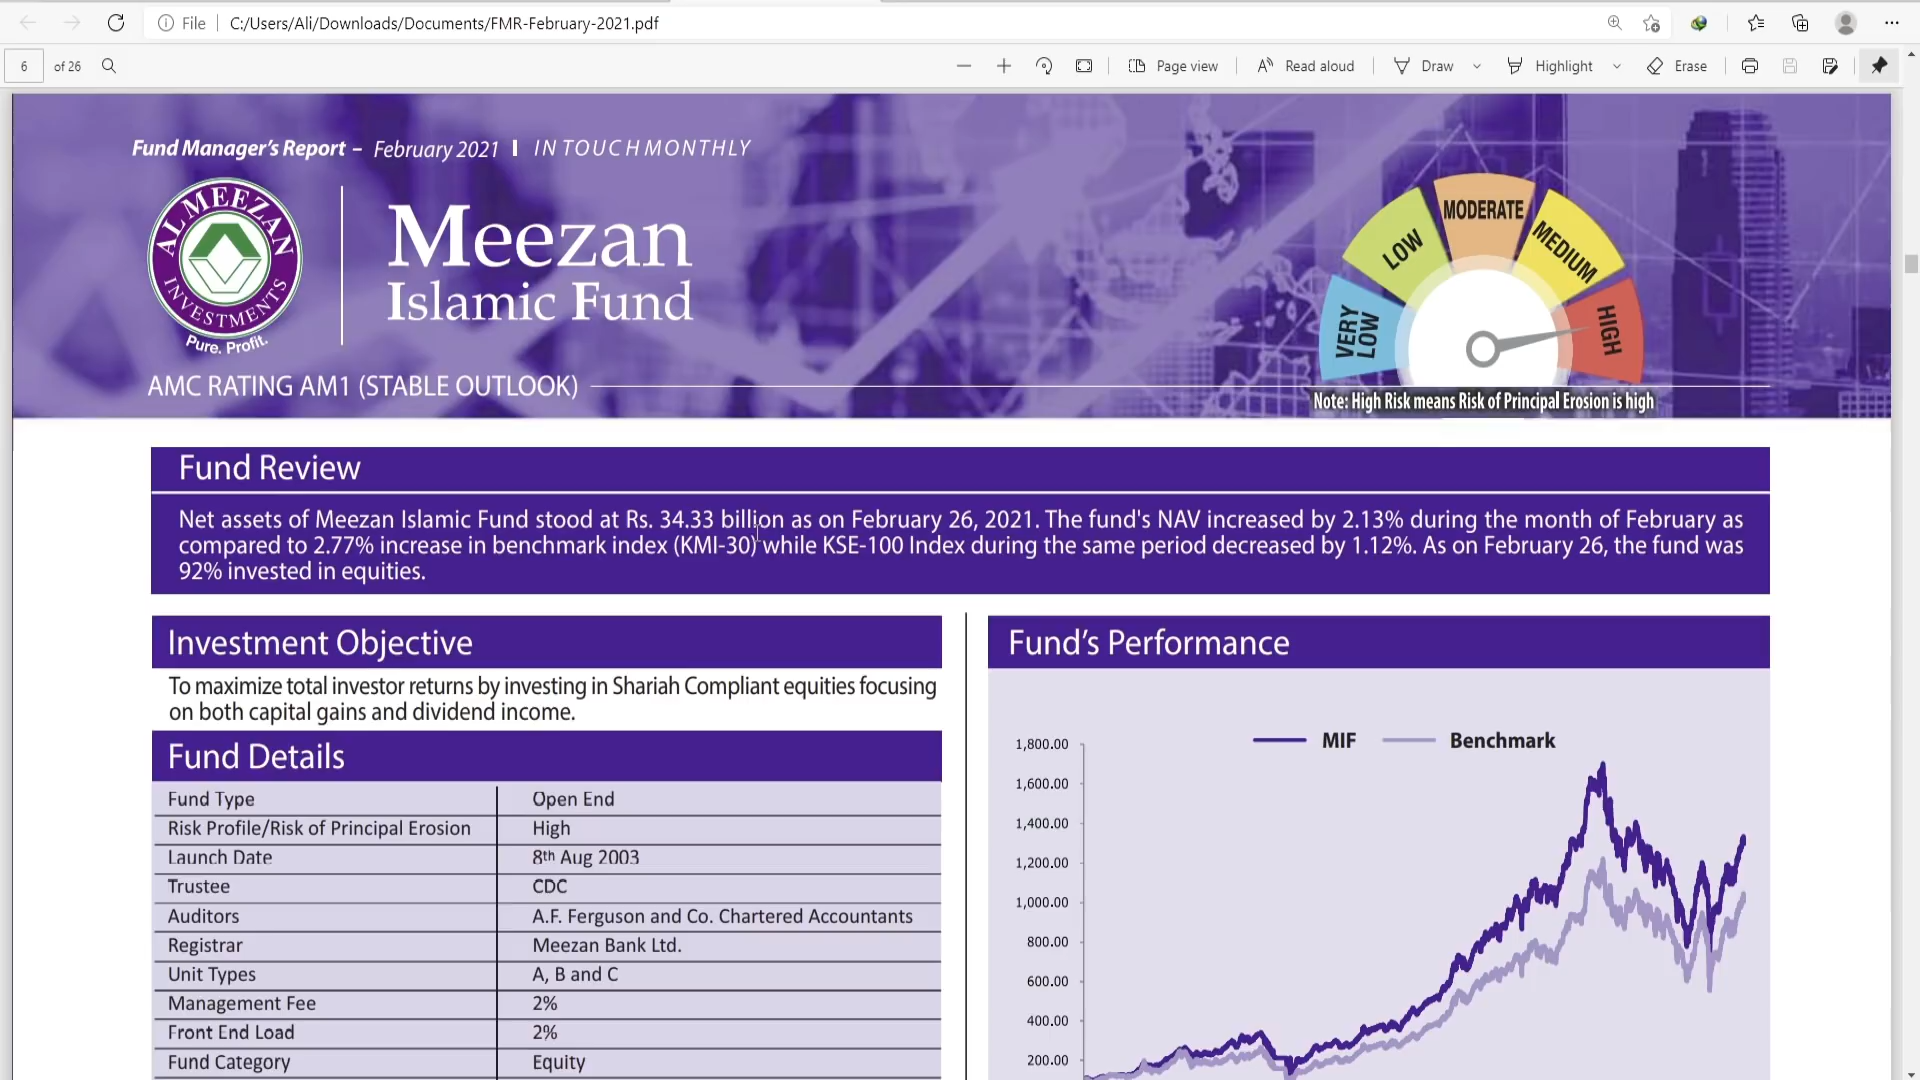 File
C:/Users/Ali/Downloads/Documents/FMR-February-2021.pdf
6 of 26
Page view
Read aloud
Draw
Highlight
Erase
Fund Manager's Report – February 2021 I IN TOUCH MONTHLY
AL MEEZAN
INVESTMENTS
Pure. Profit.
Meezan
Islamic Fund
AMC RATING AM1 (STABLE OUTLOOK)
VERY LOW
LOW
MODERATE
MEDIUM
HIGH
Note: High Risk means Risk of Principal Erosion is high
Fund Review
Net assets of Meezan Islamic Fund stood at Rs. 34.33 billion as on February 26, 2021. The fund's NAV increased by 2.13% during the month of February as
compared to 2.77% increase in benchmark index (KMI-30) while KSE-100 Index during the same period decreased by 1.12%. As on February 26, the fund was
92% invested in equities.
Investment Objective
To maximize total investor returns by investing in Shariah Compliant equities focusing
on both capital gains and dividend income.
Fund Details
Fund Type Open End
Risk Profile/Risk of Principal Erosion High
Launch Date 8th Aug 2003
Trustee CDC
Auditors A.F. Ferguson and Co. Chartered Accountants
Registrar Meezan Bank Ltd.
Unit Types A, B and C
Management Fee 2%
Front End Load 2%
Fund Category Equity
Fund's Performance
MIF Benchmark
1,800.00
1,600.00
1,400.00
1,200.00
1,000.00
800.00
600.00
400.00
200.00